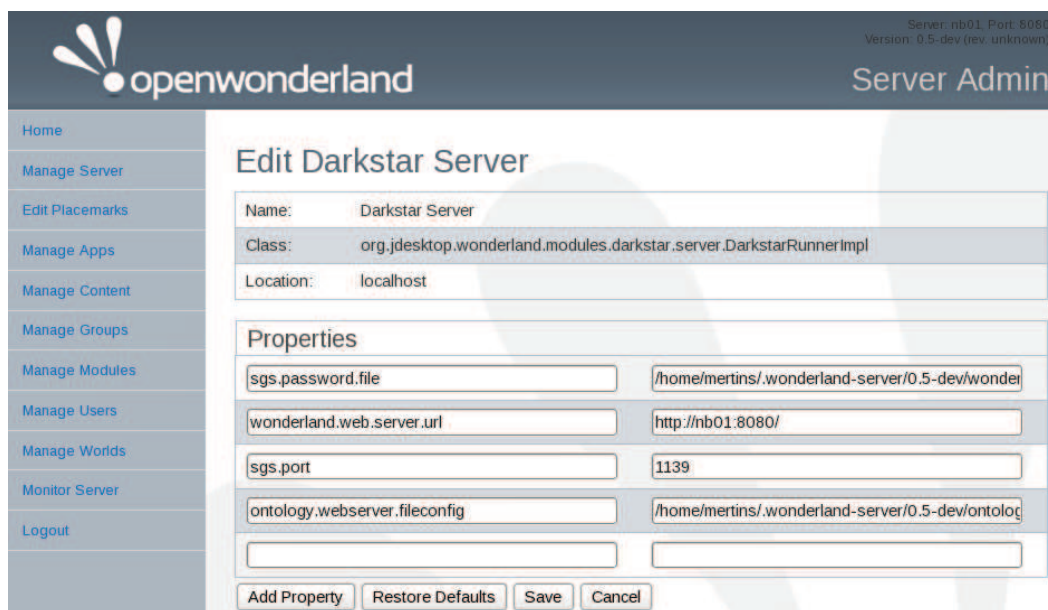 Server: nb01, Port: 8080
Version: 0.5-dev (rev. unknown)
openwonderland
Server Admin
Home
Manage Server
Edit Placemarks
Manage Apps
Manage Content
Manage Groups
Manage Modules
Manage Users
Manage Worlds
Monitor Server
Logout
Edit Darkstar Server
Name: Darkstar Server
Class: org.jdesktop.wonderland.modules.darkstar.server.DarkstarRunnerImpl
Location: localhost
Properties
sgs.password.file /home/mertins/.wonderland-server/0.5-dev/wonder
wonderland.web.server.url http://nb01:8080/
sgs.port 1139
ontology.webserver.fileconfig /home/mertins/.wonderland-server/0.5-dev/ontolog
Add Property Restore Defaults Save Cancel